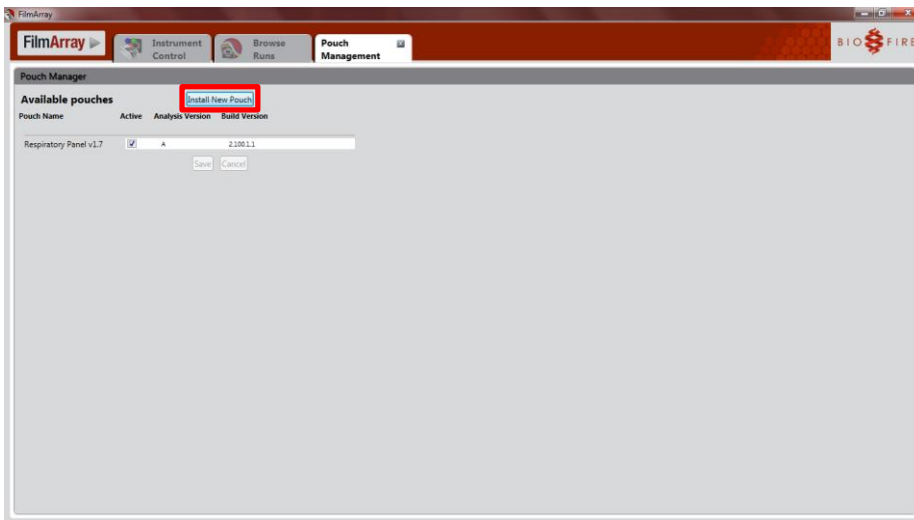 FilmArray
FilmArray
Instrument Control
Browse Runs
Pouch Management
BIO FIRE
Pouch Manager
Available pouches
Install New Pouch
Pouch Name Active Analysis Version Build Version
Respiratory Panel v1.7 A 2.100.1.1
Save Cancel